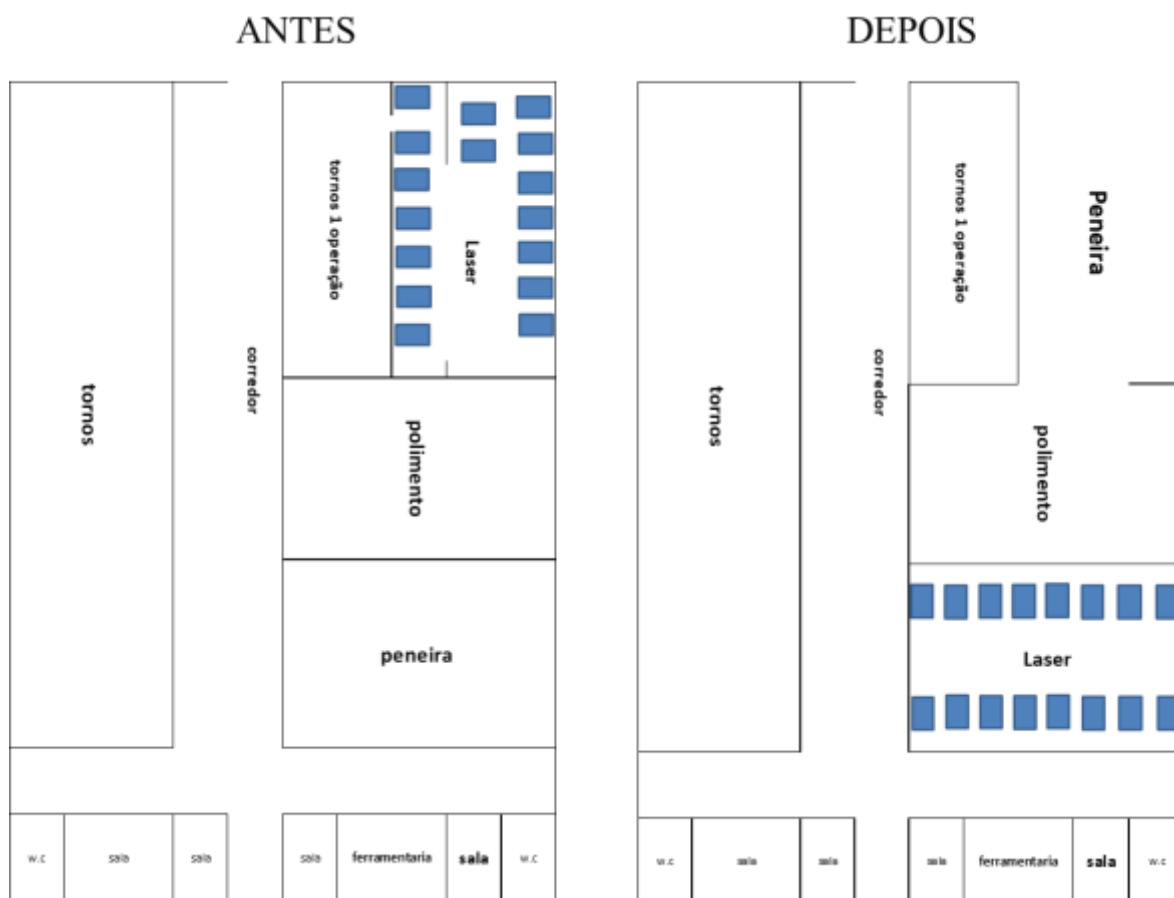 ANTES
tornos
corredor
tornos 1 operação
Laser
polimento
peneira
w.c
sala
sala
sala
ferramentaria
sala
w.c
DEPOIS
tornos
corredor
tornos 1 operação
Peneira
polimento
Laser
w.c
sala
sala
sala
ferramentaria
sala
w.c